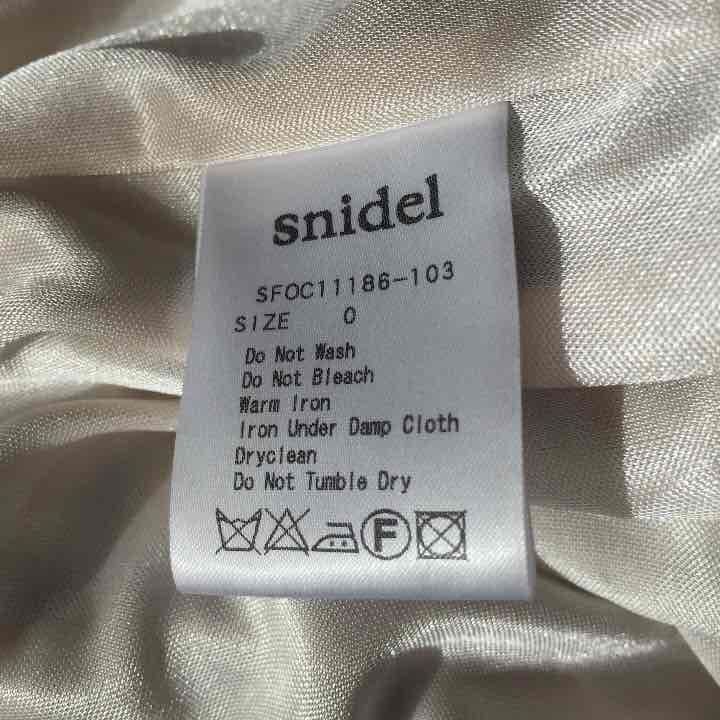 snidel
SFOC11186-103
SIZE 0
Do Not Wash
Do Not Bleach
Warm Iron
Iron Under Damp Cloth
Dryclean
Do Not Tumble Dry
F